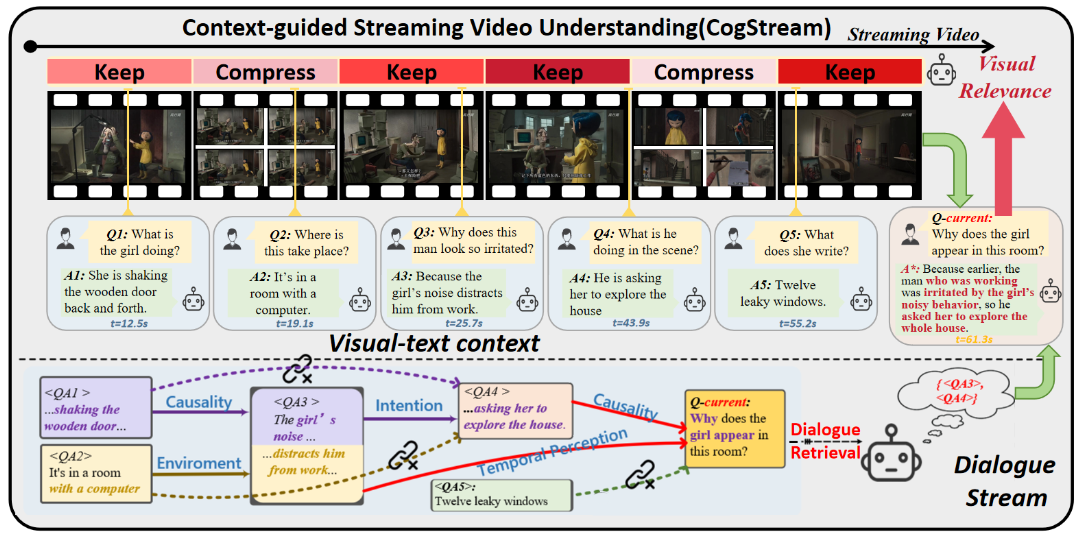 Context-guided Streaming Video Understanding(CogStream)
Streaming Video
Keep
Compress
Keep
Keep
Compress
Keep
Visual
Relevance
Q1: What is
the girl doing?
A1: She is shaking
the wooden door
back and forth.
t=12.5s
Q2: Where is
this take place?
A2: It's in a
room with a
computer.
t=19.1s
Q3: Why does this
man look so irritated?
A3: Because the
girl's noise distracts
him from work.
t=25.7s
Q4: What is he
doing in the scene?
A4: He is asking
her to explore the
house
t=43.9s
Q5: What
does she write?
A5: Twelve
leaky windows.
t=55.2s
Q-current:
Why does the girl
appear in this room?
A*: Because earlier, the
man who was working
was irritated by the girl's
noisy behavior, so he
asked her to explore the
whole house.
t=61.3s
Visual-text context
<QA1 >
...shaking the
wooden door...
Causality
<QA2>
It's in a room
with a computer
Enviroment
<QA3 >
The girl' s
noise ...
...distracts him
from work...
Intention
<QA4 >
...asking her to
explore the house.
Causality
Temporal Perception
<QA5>:
Twelve leaky windows
Q-current:
Why does the
girl appear in
this room?
Dialogue
Retrieval
{<QA3>,
<QA4>}
Dialogue
Stream